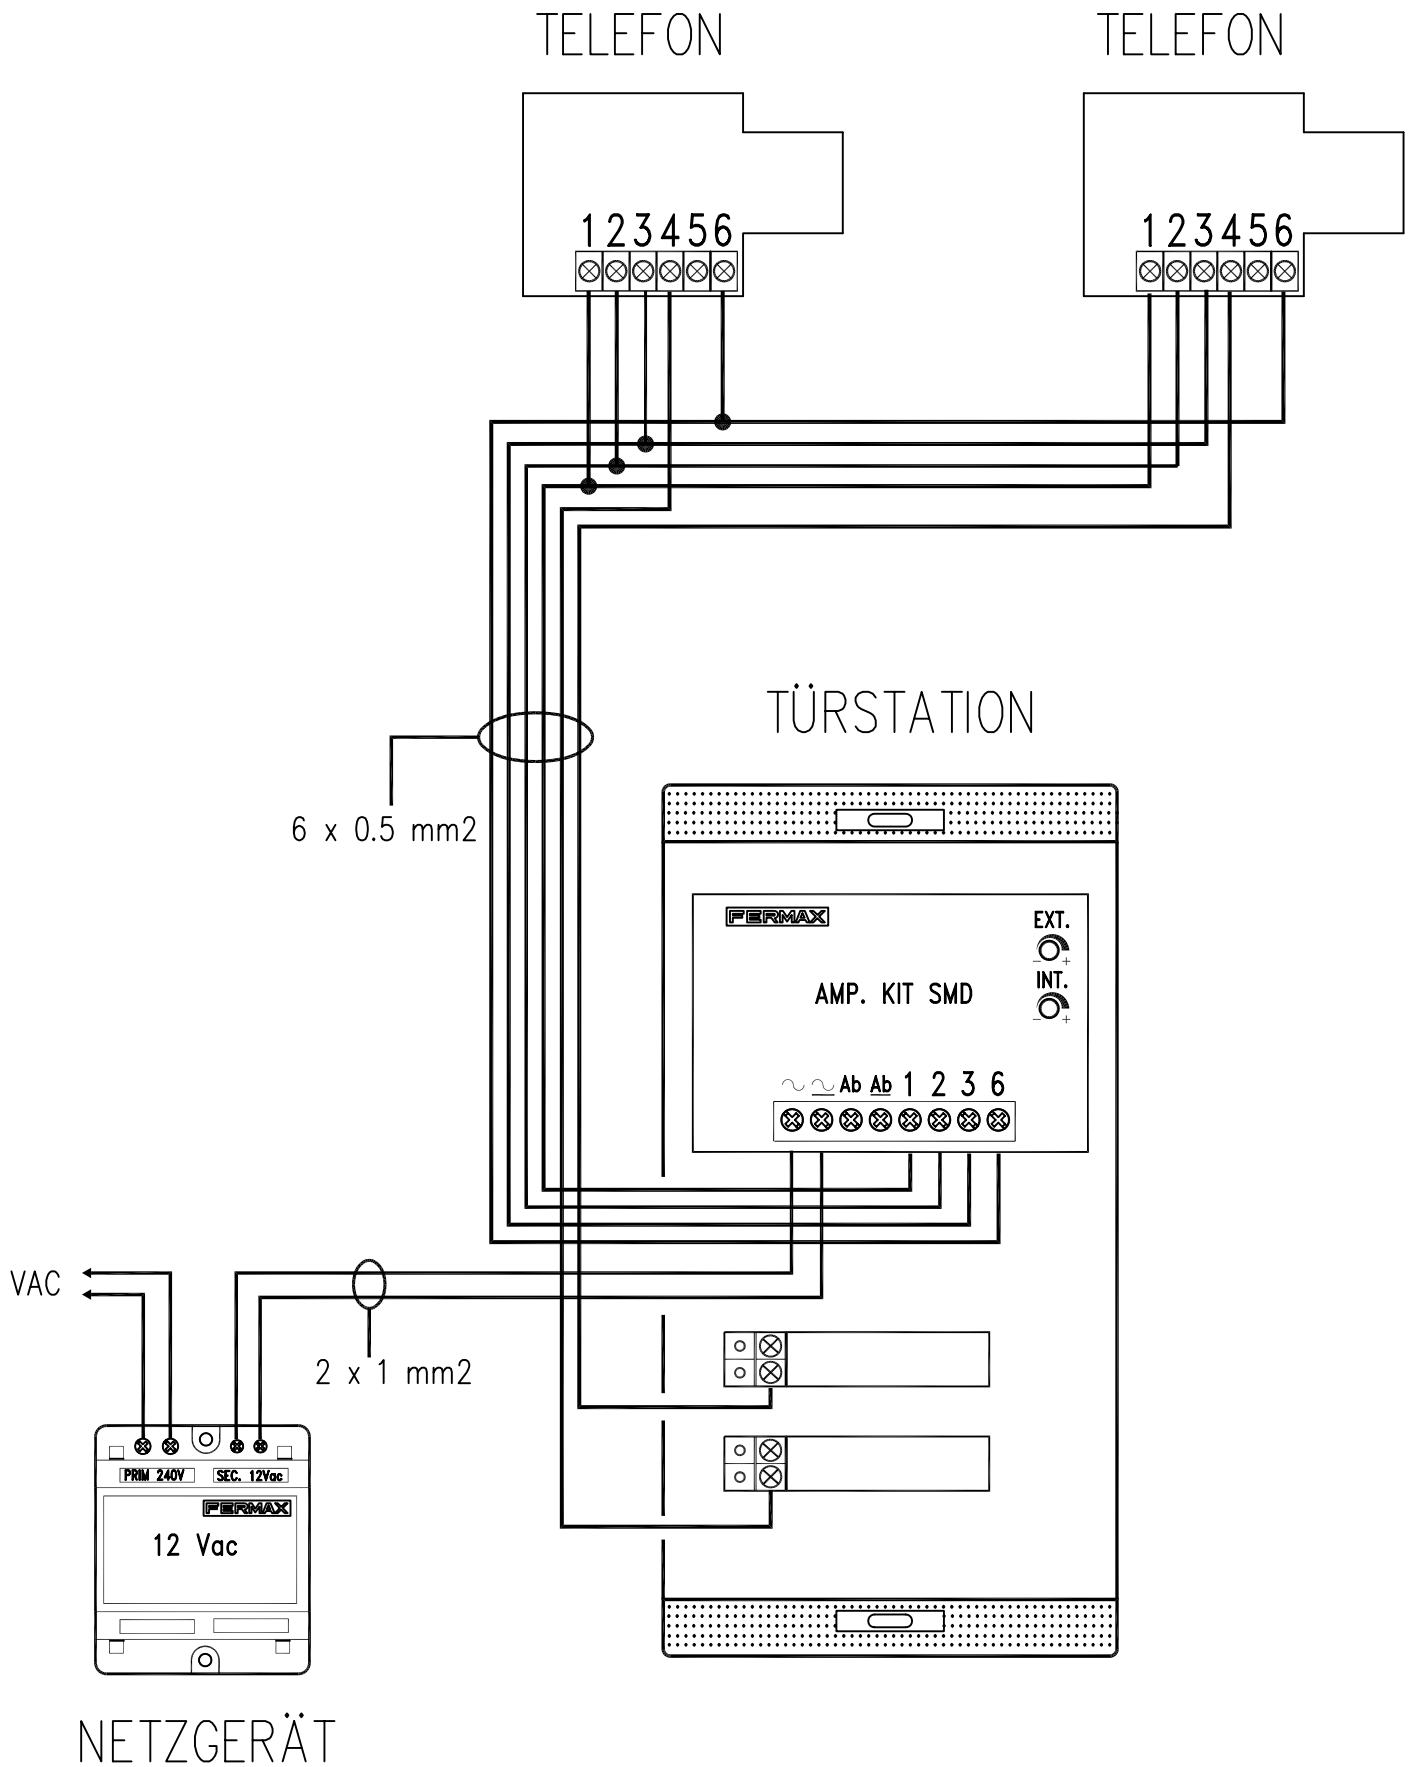 TELEFON TELEFON
123456 123456
TÜRSTATION
6 x 0.5 mm2
FERMAX EXT.
- +
AMP. KIT SMD INT.
- +
~ ~ Ab Ab 1 2 3 6
VAC
2 x 1 mm2
PRIM 240V SEC. 12Vac
FERMAX
12 Vac
NETZGERÄT